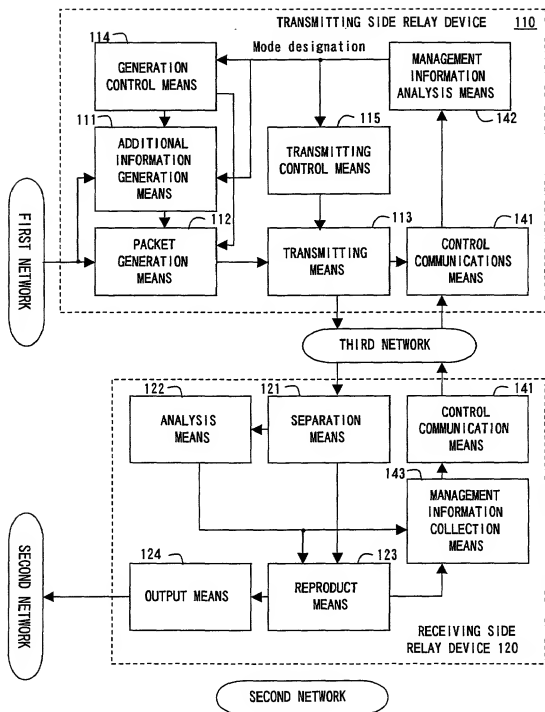 TRANSMITTING SIDE RELAY DEVICE 110
114
GENERATION
CONTROL MEANS
Mode designation
MANAGEMENT
INFORMATION
ANALYSIS MEANS
142
111
ADDITIONAL
INFORMATION
GENERATION
MEANS
115
TRANSMITTING
CONTROL MEANS
FIRST NETWORK
112
PACKET
GENERATION
MEANS
113
TRANSMITTING
MEANS
141
CONTROL
COMMUNICATIONS
MEANS
THIRD NETWORK
122
ANALYSIS
MEANS
121
SEPARATION
MEANS
141
CONTROL
COMMUNICATION
MEANS
143
MANAGEMENT
INFORMATION
COLLECTION
MEANS
SECOND NETWORK
124
OUTPUT MEANS
123
REPRODUCT
MEANS
RECEIVING SIDE
RELAY DEVICE 120
SECOND NETWORK